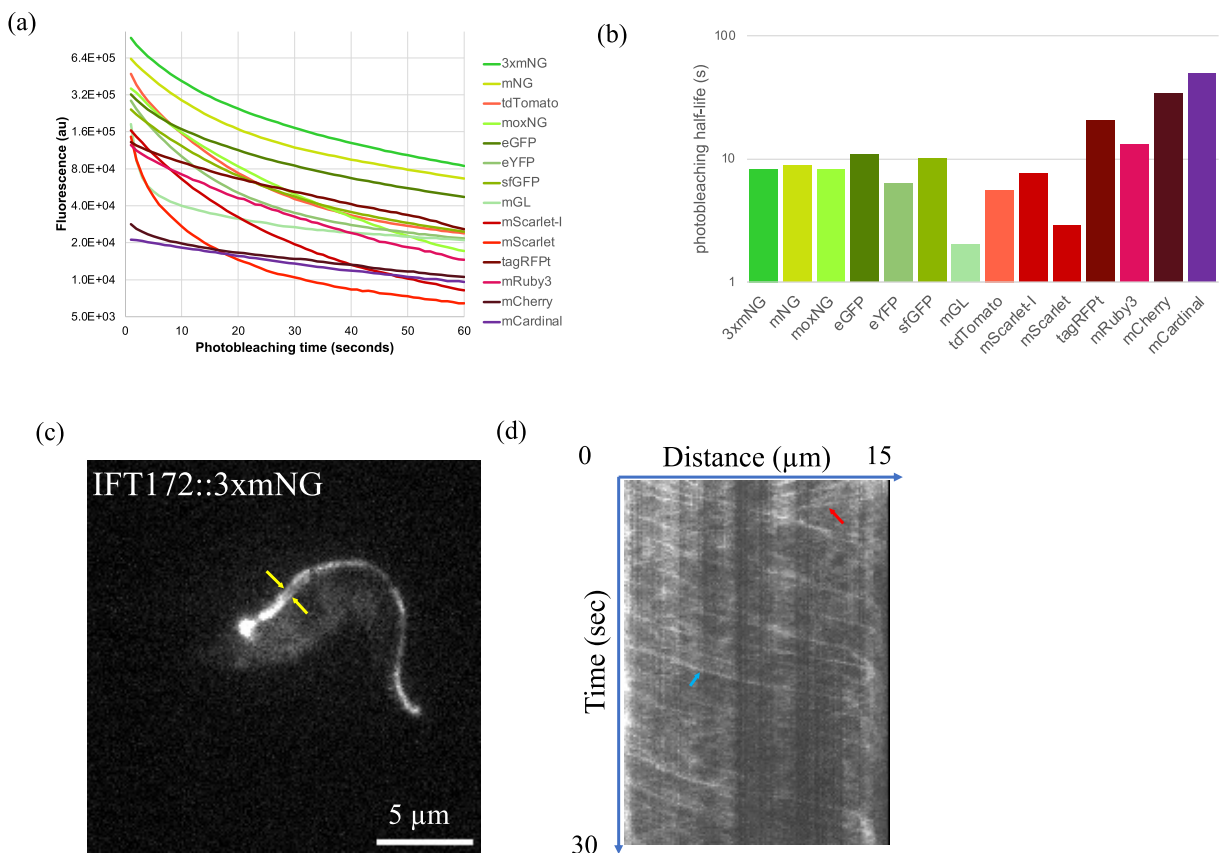 (a)
Fluorescence (au)
6.4E+05
3.2E+05
1.6E+05
8.0E+04
4.0E+04
2.0E+04
1.0E+04
5.0E+03
0 10 20 30 40 50 60
Photobleaching time (seconds)
3xmNG
mNG
tdTomato
moxNG
eGFP
eYFP
sfGFP
mGL
mScarlet-I
mScarlet
tagRFPt
mRuby3
mCherry
mCardinal
(b)
photobleaching half-life (s)
100
10
1
3xmNG
mNG
moxNG
eGFP
eYFP
sfGFP
mGL
tdTomato
mScarlet-I
mScarlet
tagRFPt
mRuby3
mCherry
mCardinal
(c)
IFT172::3xmNG
5 µm
(d)
0 Distance (µm) 15
Time (sec)
30